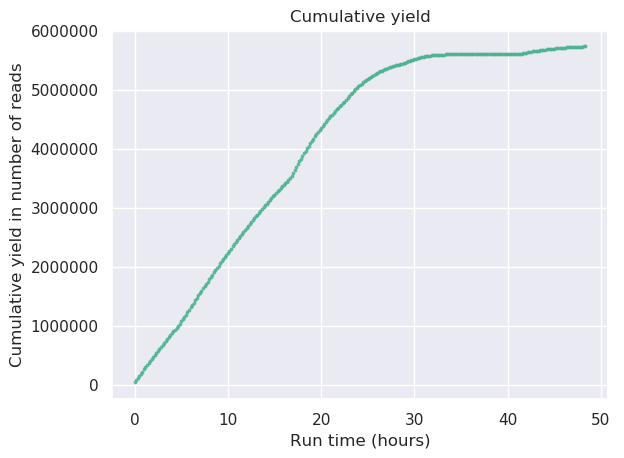 Cumulative yield
Cumulative yield in number of reads
6000000
5000000
4000000
3000000
2000000
1000000
0
0 10 20 30 40 50
Run time (hours)